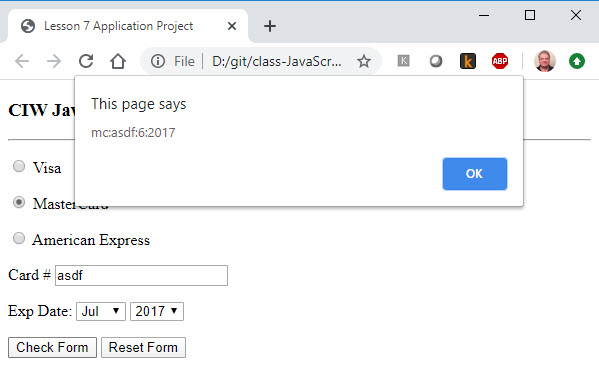 Lesson 7 Application Project
File
D:/git/class-JavaScr...
ABP
This page says
mc:asdf:6:2017
OK
CIW
Visa
MasterCard
American Express
Card # asdf
Exp Date: Jul 2017
Check Form Reset Form